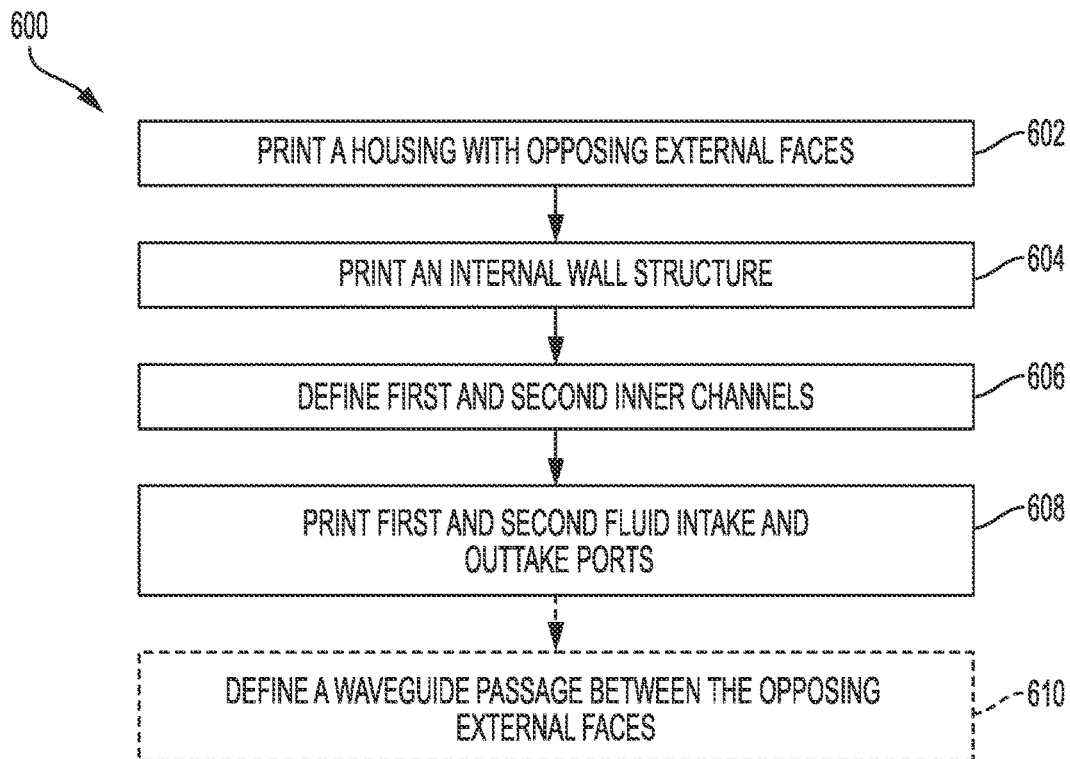 600
PRINT A HOUSING WITH OPPOSING EXTERNAL FACES
602
PRINT AN INTERNAL WALL STRUCTURE
604
DEFINE FIRST AND SECOND INNER CHANNELS
606
PRINT FIRST AND SECOND FLUID INTAKE AND
OUTTAKE PORTS
608
DEFINE A WAVEGUIDE PASSAGE BETWEEN THE OPPOSING
EXTERNAL FACES
610